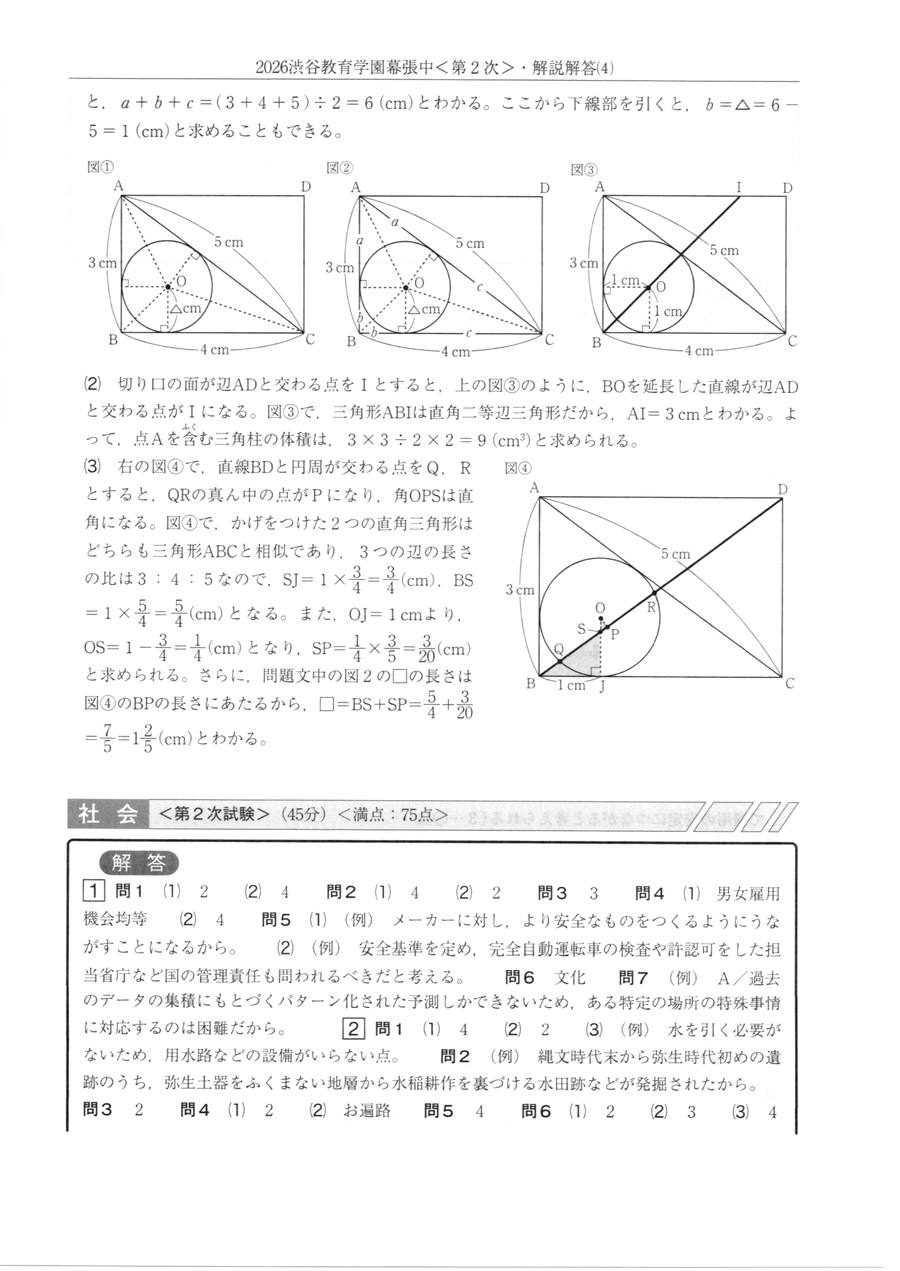 2026渋谷教育学園幕張中＜第２次＞・解説解答(4)
と，a＋b＋c＝(３＋４＋５)÷２＝６(cm)とわかる。ここから下線部を引くと，b＝△＝６－
５＝１(cm)と求めることもできる。
図①
A
D
3 cm
5 cm
O
△cm
B
C
4 cm
図②
A
D
a
a
3 cm
5 cm
O
c
△cm
b
b
c
B
C
4 cm
図③
A
I
D
3 cm
5 cm
1 cm
O
1 cm
B
C
4 cm
(2) 切り口の面が辺ADと交わる点をＩとすると，上の図③のように，BOを延長した直線が辺AD
と交わる点がＩになる。図③で，三角形ABIは直角二等辺三角形だから，AI＝３cmとわかる。よ
ふく
って，点Ａを含む三角柱の体積は，３×３÷２×２＝９(cm³)と求められる。
(3) 右の図④で，直線BDと円周が交わる点をＱ，Ｒ
とすると，QRの真ん中の点がＰになり，角OPSは直
角になる。図④で，かげをつけた２つの直角三角形は
どちらも三角形ABCと相似であり，３つの辺の長さ
の比は３：４：５なので，SJ＝１×3/4＝3/4(cm)，BS
＝１×5/4＝5/4(cm)となる。また，OJ＝１cmより，
OS＝１－3/4＝1/4(cm)となり，SP＝1/4×3/5＝3/20(cm)
と求められる。さらに，問題文中の図２の□の長さは
図④のBPの長さにあたるから，□＝BS＋SP＝5/4＋3/20
＝7/5＝1 2/5(cm)とわかる。
図④
A
D
3 cm
5 cm
O
R
S
P
Q
B
1 cm
J
C
社会 ＜第２次試験＞（45分）＜満点：75点＞
解答
1 問１ (1) ２ (2) ４ 問２ (1) ４ (2) ２ 問３ ３ 問４ (1) 男女雇用
機会均等 (2) ４ 問５ (1) (例) メーカーに対し，より安全なものをつくるようにうな
がすことになるから。 (2) (例) 安全基準を定め，完全自動運転車の検査や許認可をした担
当省庁など国の管理責任も問われるべきだと考える。 問６ 文化 問７ (例) Ａ／過去
のデータの集積にもとづくパターン化された予測しかできないため，ある特定の場所の特殊事情
に対応するのは困難だから。 2 問１ (1) ４ (2) ２ (3) (例) 水を引く必要が
ないため，用水路などの設備がいらない点。 問２ (例) 縄文時代末から弥生時代初めの遺
跡のうち，弥生土器をふくまない地層から水稲耕作を裏づける水田跡などが発掘されたから。
問３ ２ 問４ (1) ２ (2) お遍路 問５ ４ 問６ (1) ２ (2) ３ (3) ４